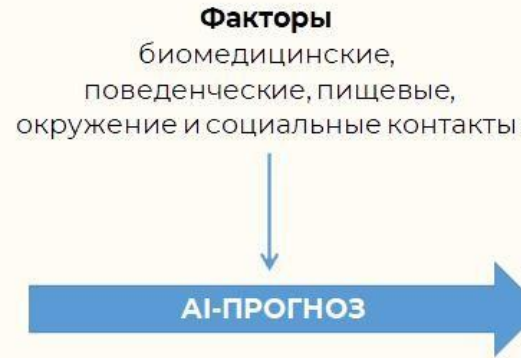 Факторы
биомедицинские,
поведенческие, пищевые,
окружение и социальные контакты
AI-ПРОГНОЗ